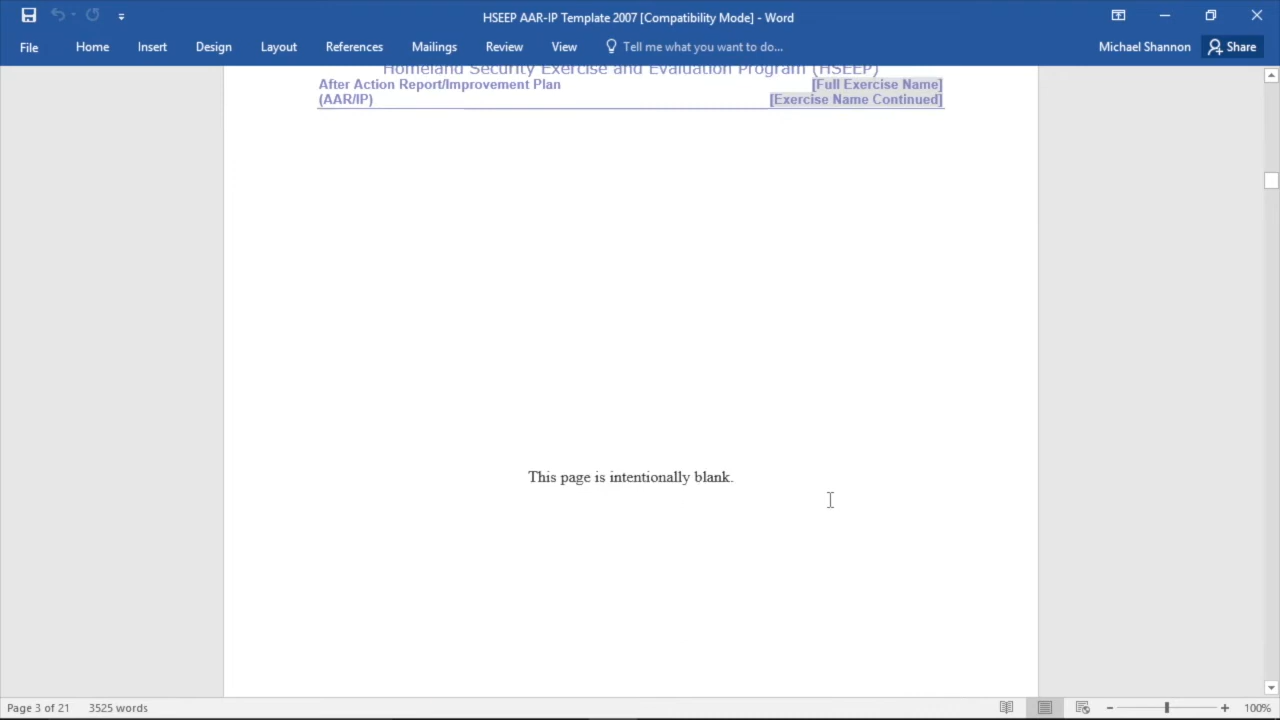 HSEEP AAR-IP Template 2007 [Compatibility Mode] - Word
File Home Insert Design Layout References Mailings Review View Tell me what you want to do... Michael Shannon Share
Homeland Security Exercise and Evaluation Program (HSEEP)
After Action Report/Improvement Plan [Full Exercise Name]
(AAR/IP) [Exercise Name Continued]
This page is intentionally blank.
Page 3 of 21 3525 words 100%